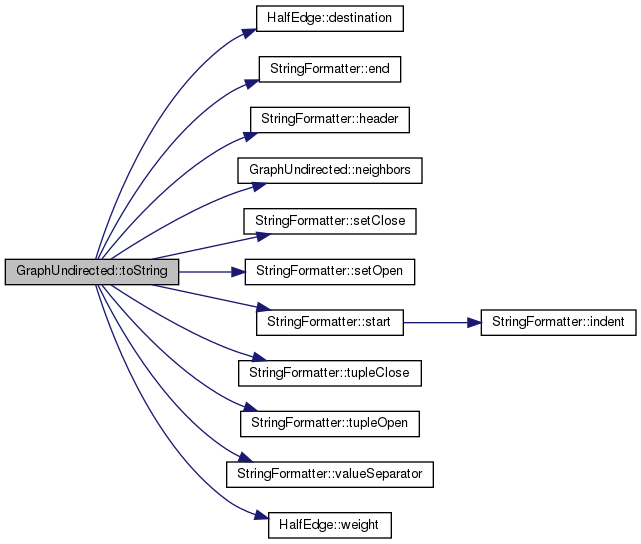 HalfEdge::destination
StringFormatter::end
StringFormatter::header
GraphUndirected::neighbors
StringFormatter::setClose
GraphUndirected::toString
StringFormatter::setOpen
StringFormatter::start
StringFormatter::indent
StringFormatter::tupleClose
StringFormatter::tupleOpen
StringFormatter::valueSeparator
HalfEdge::weight